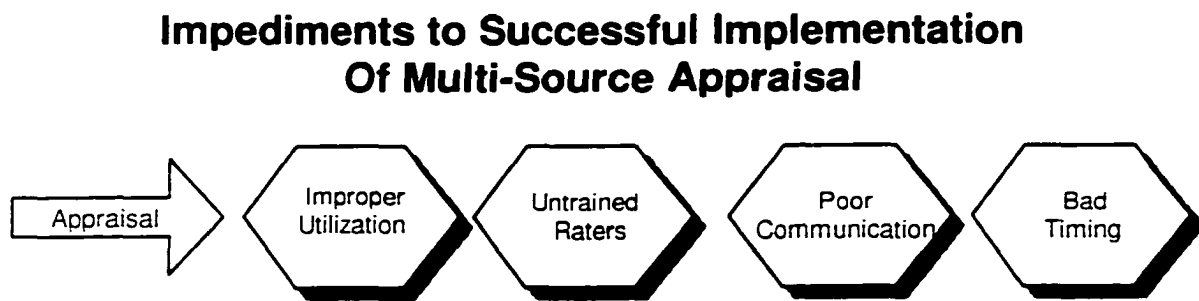 Impediments to Successful Implementation
Of Multi-Source Appraisal
Appraisal
Improper
Utilization
Untrained
Raters
Poor
Communication
Bad
Timing